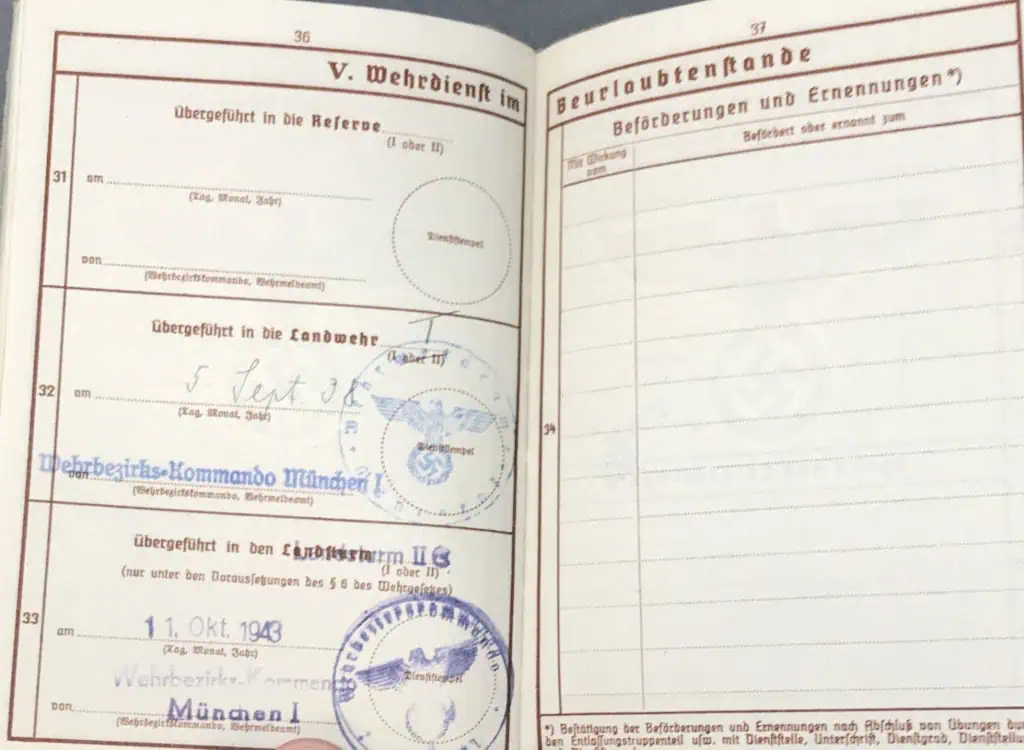 36
V. Wehrdienst im
Übergeführt in die Reserve
(I oder II)
31
am
(Tag, Monat, Jahr)
Dienststempel
von
(Wehrbezirkskommando, Wehrmeldeamt)
Übergeführt in die Landwehr I
(I oder II)
32
am 5. Sept. 38
(Tag, Monat, Jahr)
Dienststempel
von Wehrbezirks-Kommando München I
(Wehrbezirkskommando, Wehrmeldeamt)
Übergeführt in den Landsturm
II
(I oder II)
(nur unter den Voraussetzungen des § 6 des Wehrgesetzes)
33
am 11. Okt. 1943
(Tag, Monat, Jahr)
Dienststempel
Wehrbezirks-Kommando
von München I
(Wehrbezirkskommando, Wehrmeldeamt)
37
Beurlaubtenstande
Beförderungen und Ernennungen*)
Mit Wirkung vom
Befördert oder ernannt zum
34
*) Bestätigung der Beförderungen und Ernennungen nach Abschluß von Übungen
den Entlassungstruppenteil usw. mit Dienststelle, Unterschrift, Dienstgrad,